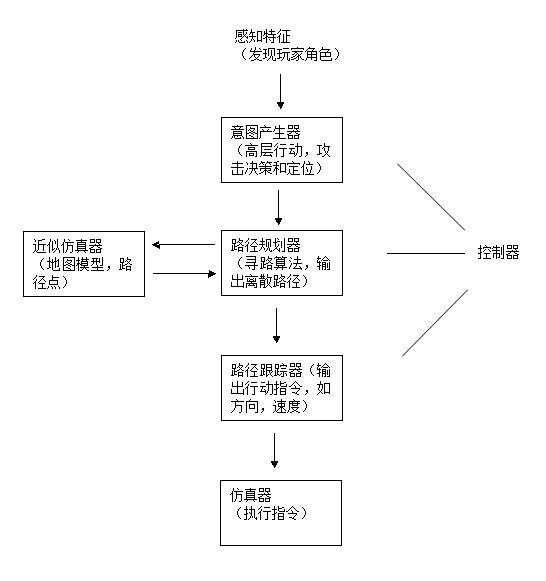 感知特征
（发现玩家角色）
意图产生器
（高层行动，攻
击决策和定位）
近似仿真器
（地图模型，路
径点）
路径规划器
（寻路算法，输
出离散路径）
控制器
路径跟踪器（输
出行动指令，如
方向，速度）
仿真器
（执行指令）